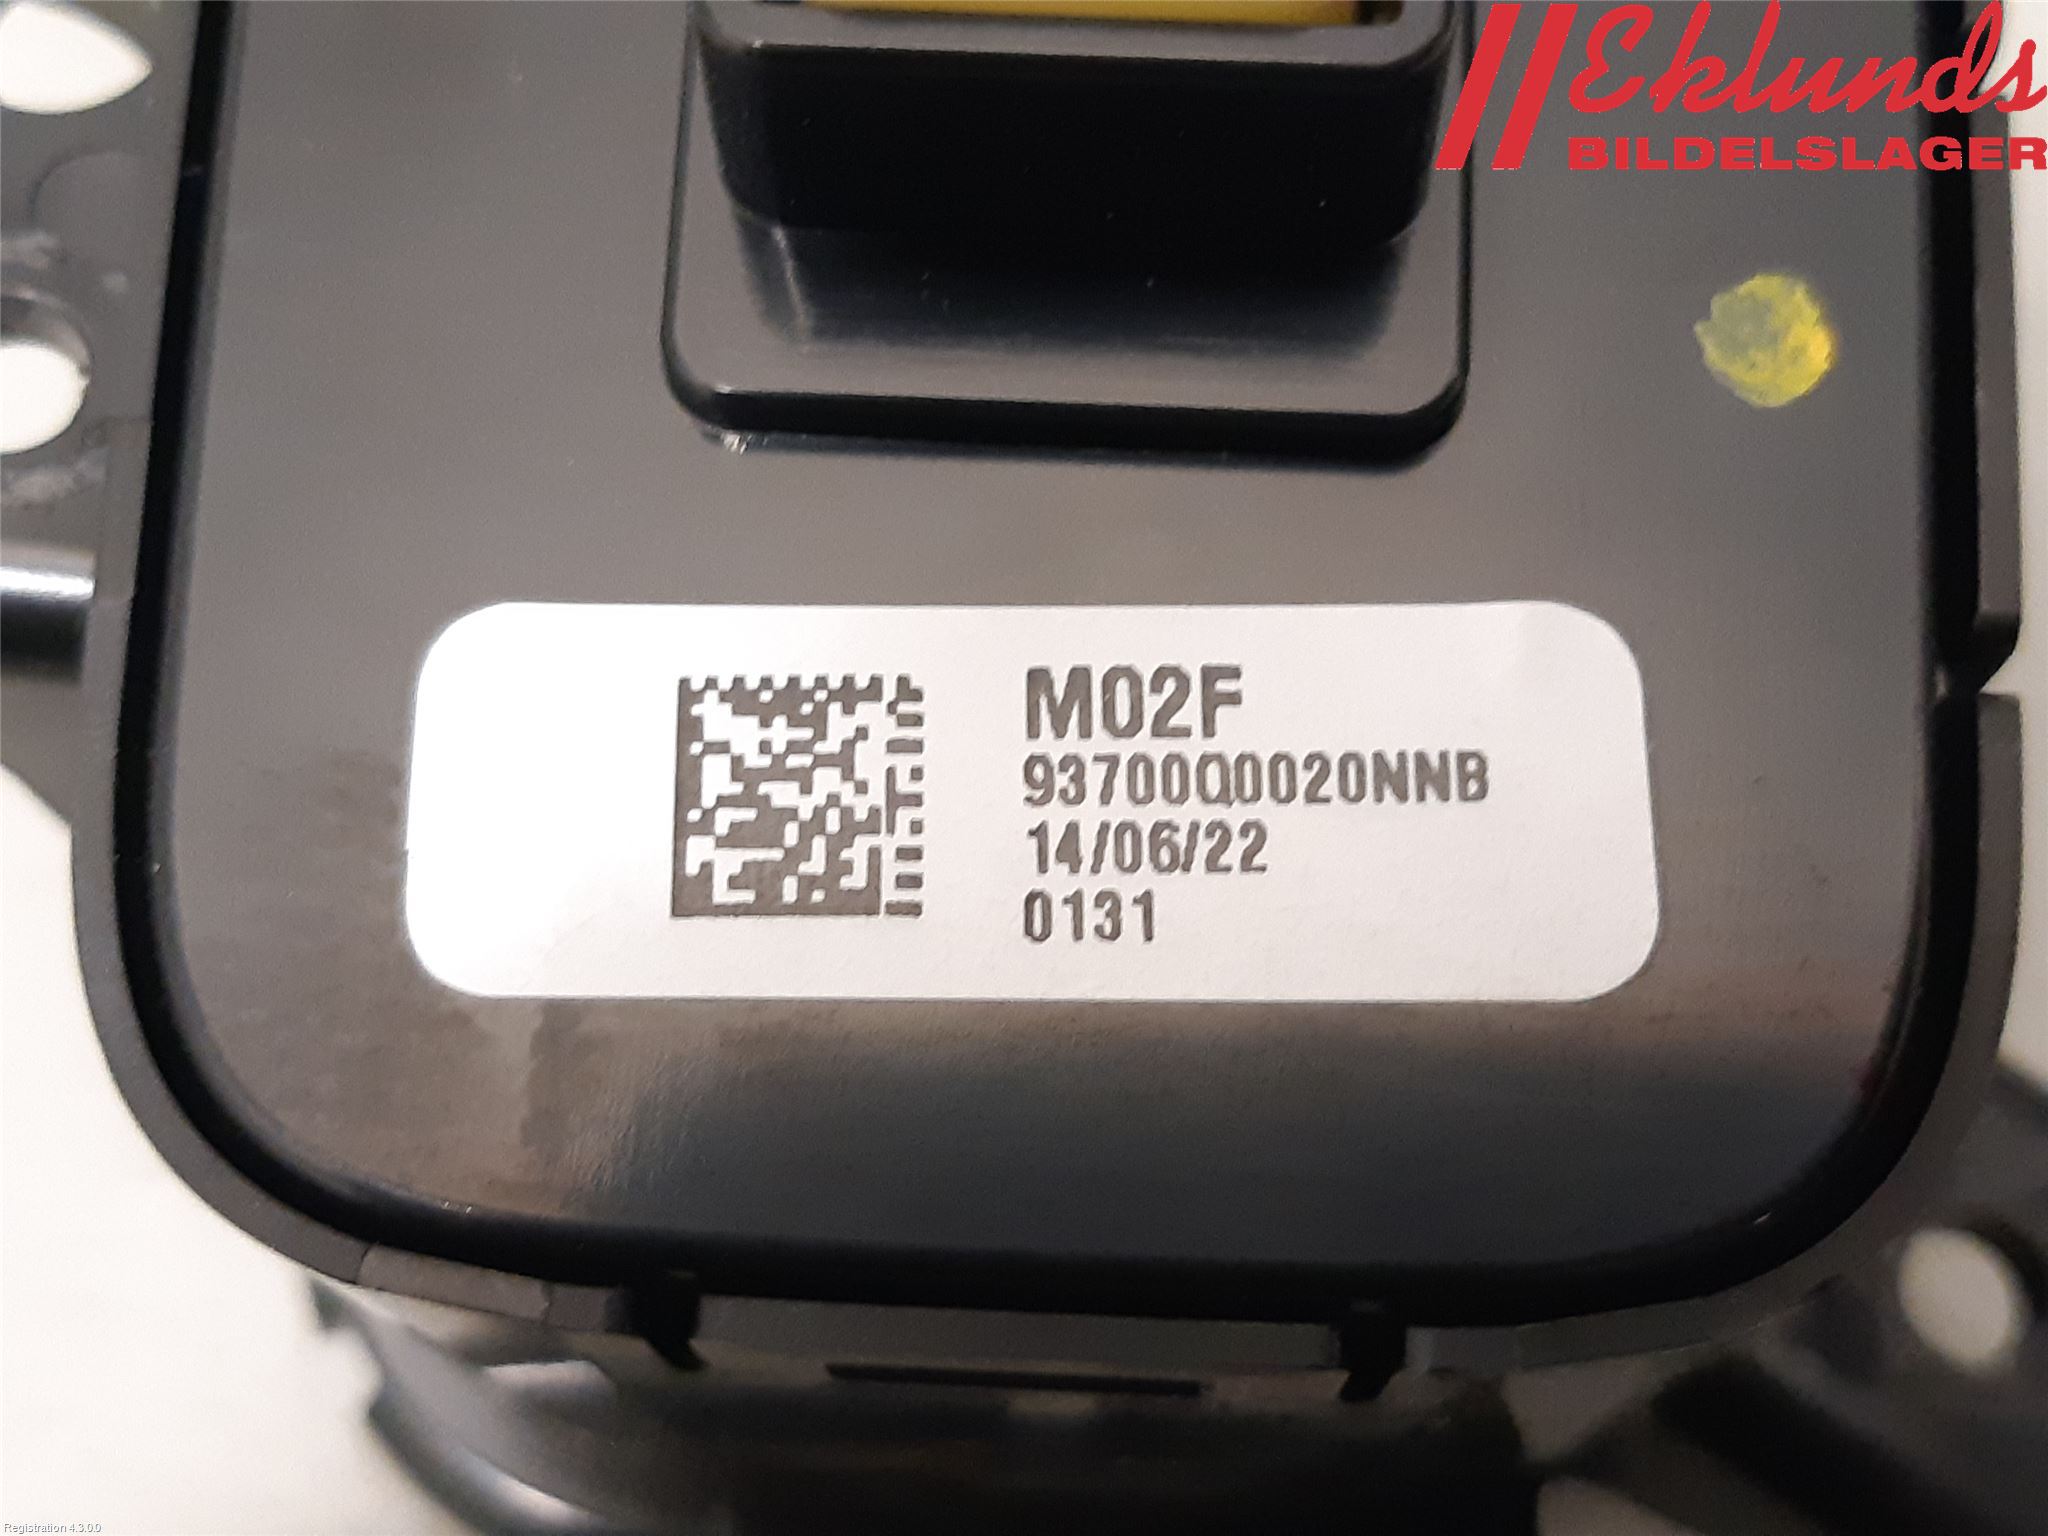 Eklunds
BILDELSLAGER
M02F
93700Q0020NNB
14/06/22
0131
Registration 4.3.0.0